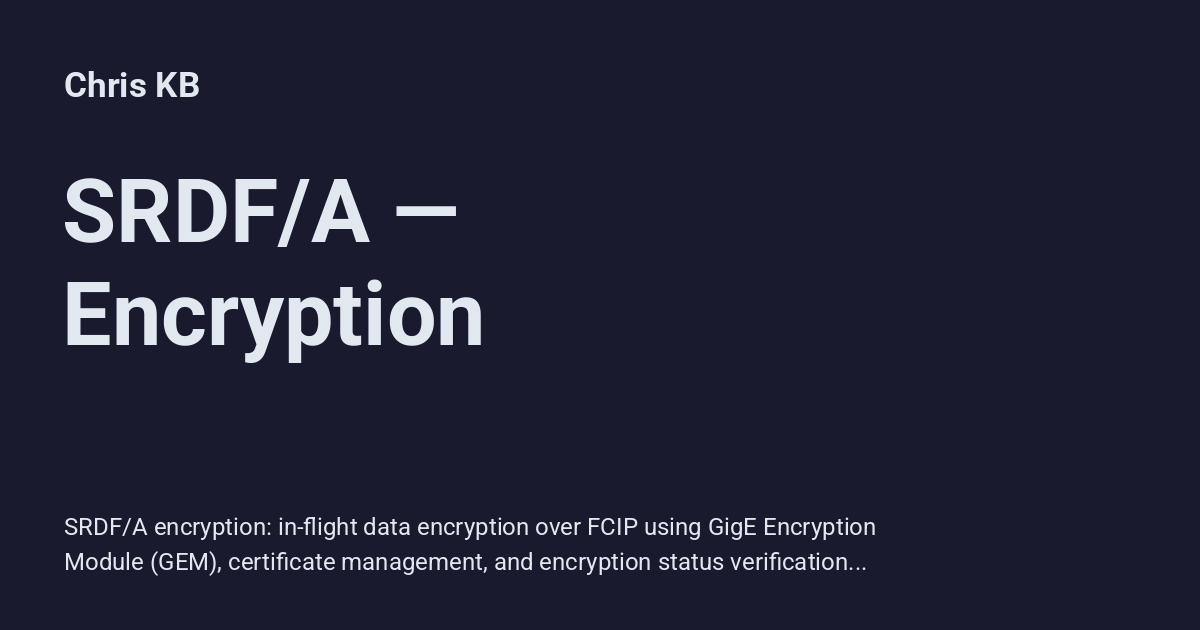 Chris KB
SRDF/A —
Encryption
SRDF/A encryption: in-flight data encryption over FCIP using GigE Encryption
Module (GEM), certificate management, and encryption status verification...